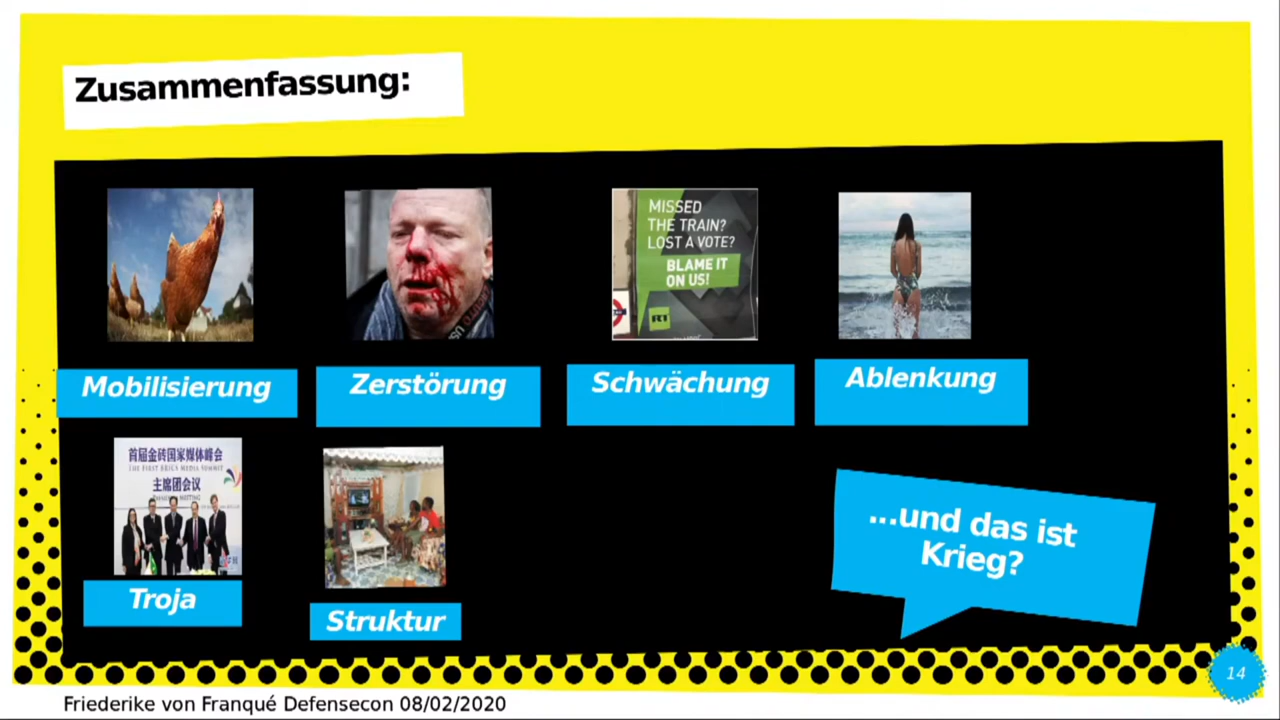 Zusammenfassung:
MISSED
THE TRAIN?
LOST A VOTE?
BLAME IT
ON US!
RT
Mobilisierung
Zerstörung
Schwächung
Ablenkung
首届金砖国家媒体峰会
THE FIRST BRICS MEDIA SUMMIT
主席团会议
Troja
Struktur
...und das ist
Krieg?
14
Friederike von Franqué Defensecon 08/02/2020